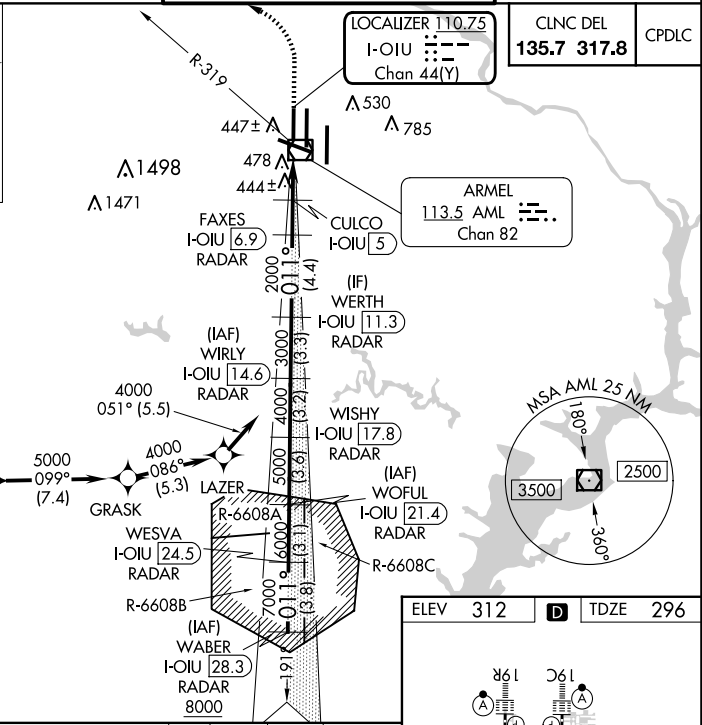 LOCALIZER 110.75
I-OIU
Chan 44(Y)
CLNC DEL
135.7 317.8
CPDLC
R-319
530
785
447±
478
444±
1498
1471
ARMEL
113.5 AML
Chan 82
FAXES
I-OIU 6.9
RADAR
CULCO
I-OIU 5
2000
011°
(4.4)
(IF)
WERTH
I-OIU 11.3
RADAR
(IAF)
WIRLY
I-OIU 14.6
RADAR
3000
(3.3)
4000
051° (5.5)
4000
(3.2)
WISHY
I-OIU 17.8
RADAR
MSA AML 25 NM
180°
3500
2500
360°
5000
099°
(7.4)
4000
086°
(5.3)
GRASK
LAZER
5000
(3.6)
(IAF)
WOFUL
I-OIU 21.4
RADAR
R-6608A
WESVA
I-OIU 24.5
RADAR
6000
(3.1)
R-6608C
R-6608B
7000
011°
(3.8)
(IAF)
WABER
I-OIU 28.3
RADAR
8000
191°
ELEV 312
D
TDZE 296
19R
19C
A
A